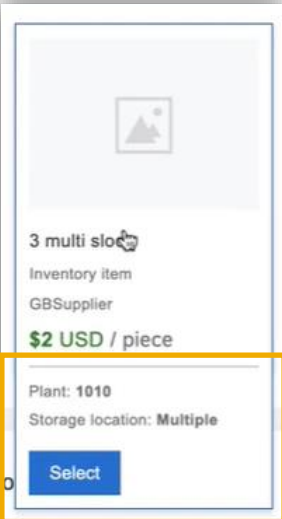 3 multi
Inventory item
GBSupplier
$2 USD / piece
Plant: 1010
Storage location: Multiple
Select